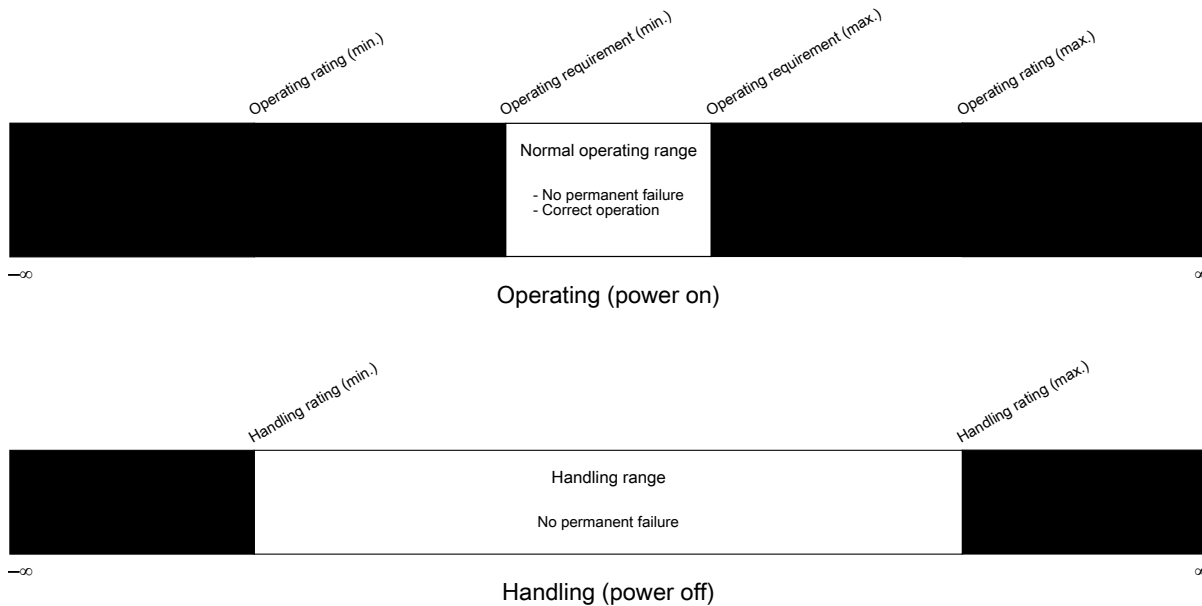 Operating rating (min.)
Operating requirement (min.)
Operating requirement (max.)
Operating rating (max.)
Normal operating range
- No permanent failure
- Correct operation
–∞
∞
Operating (power on)
Handling rating (min.)
Handling rating (max.)
Handling range
No permanent failure
–∞
∞
Handling (power off)